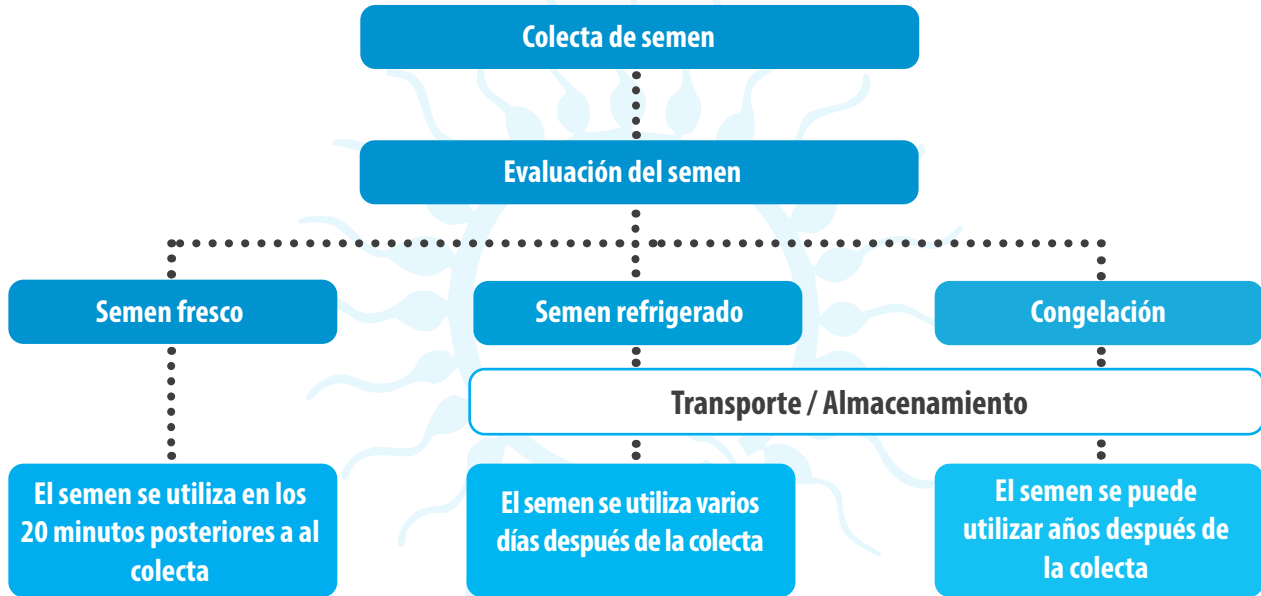 Colecta de semen
Evaluación del semen
Semen fresco
Semen refrigerado
Congelación
Transporte / Almacenamiento
El semen se utiliza en los
20 minutos posteriores a al
colecta
El semen se utiliza varios
días después de la colecta
El semen se puede
utilizar años después de
la colecta